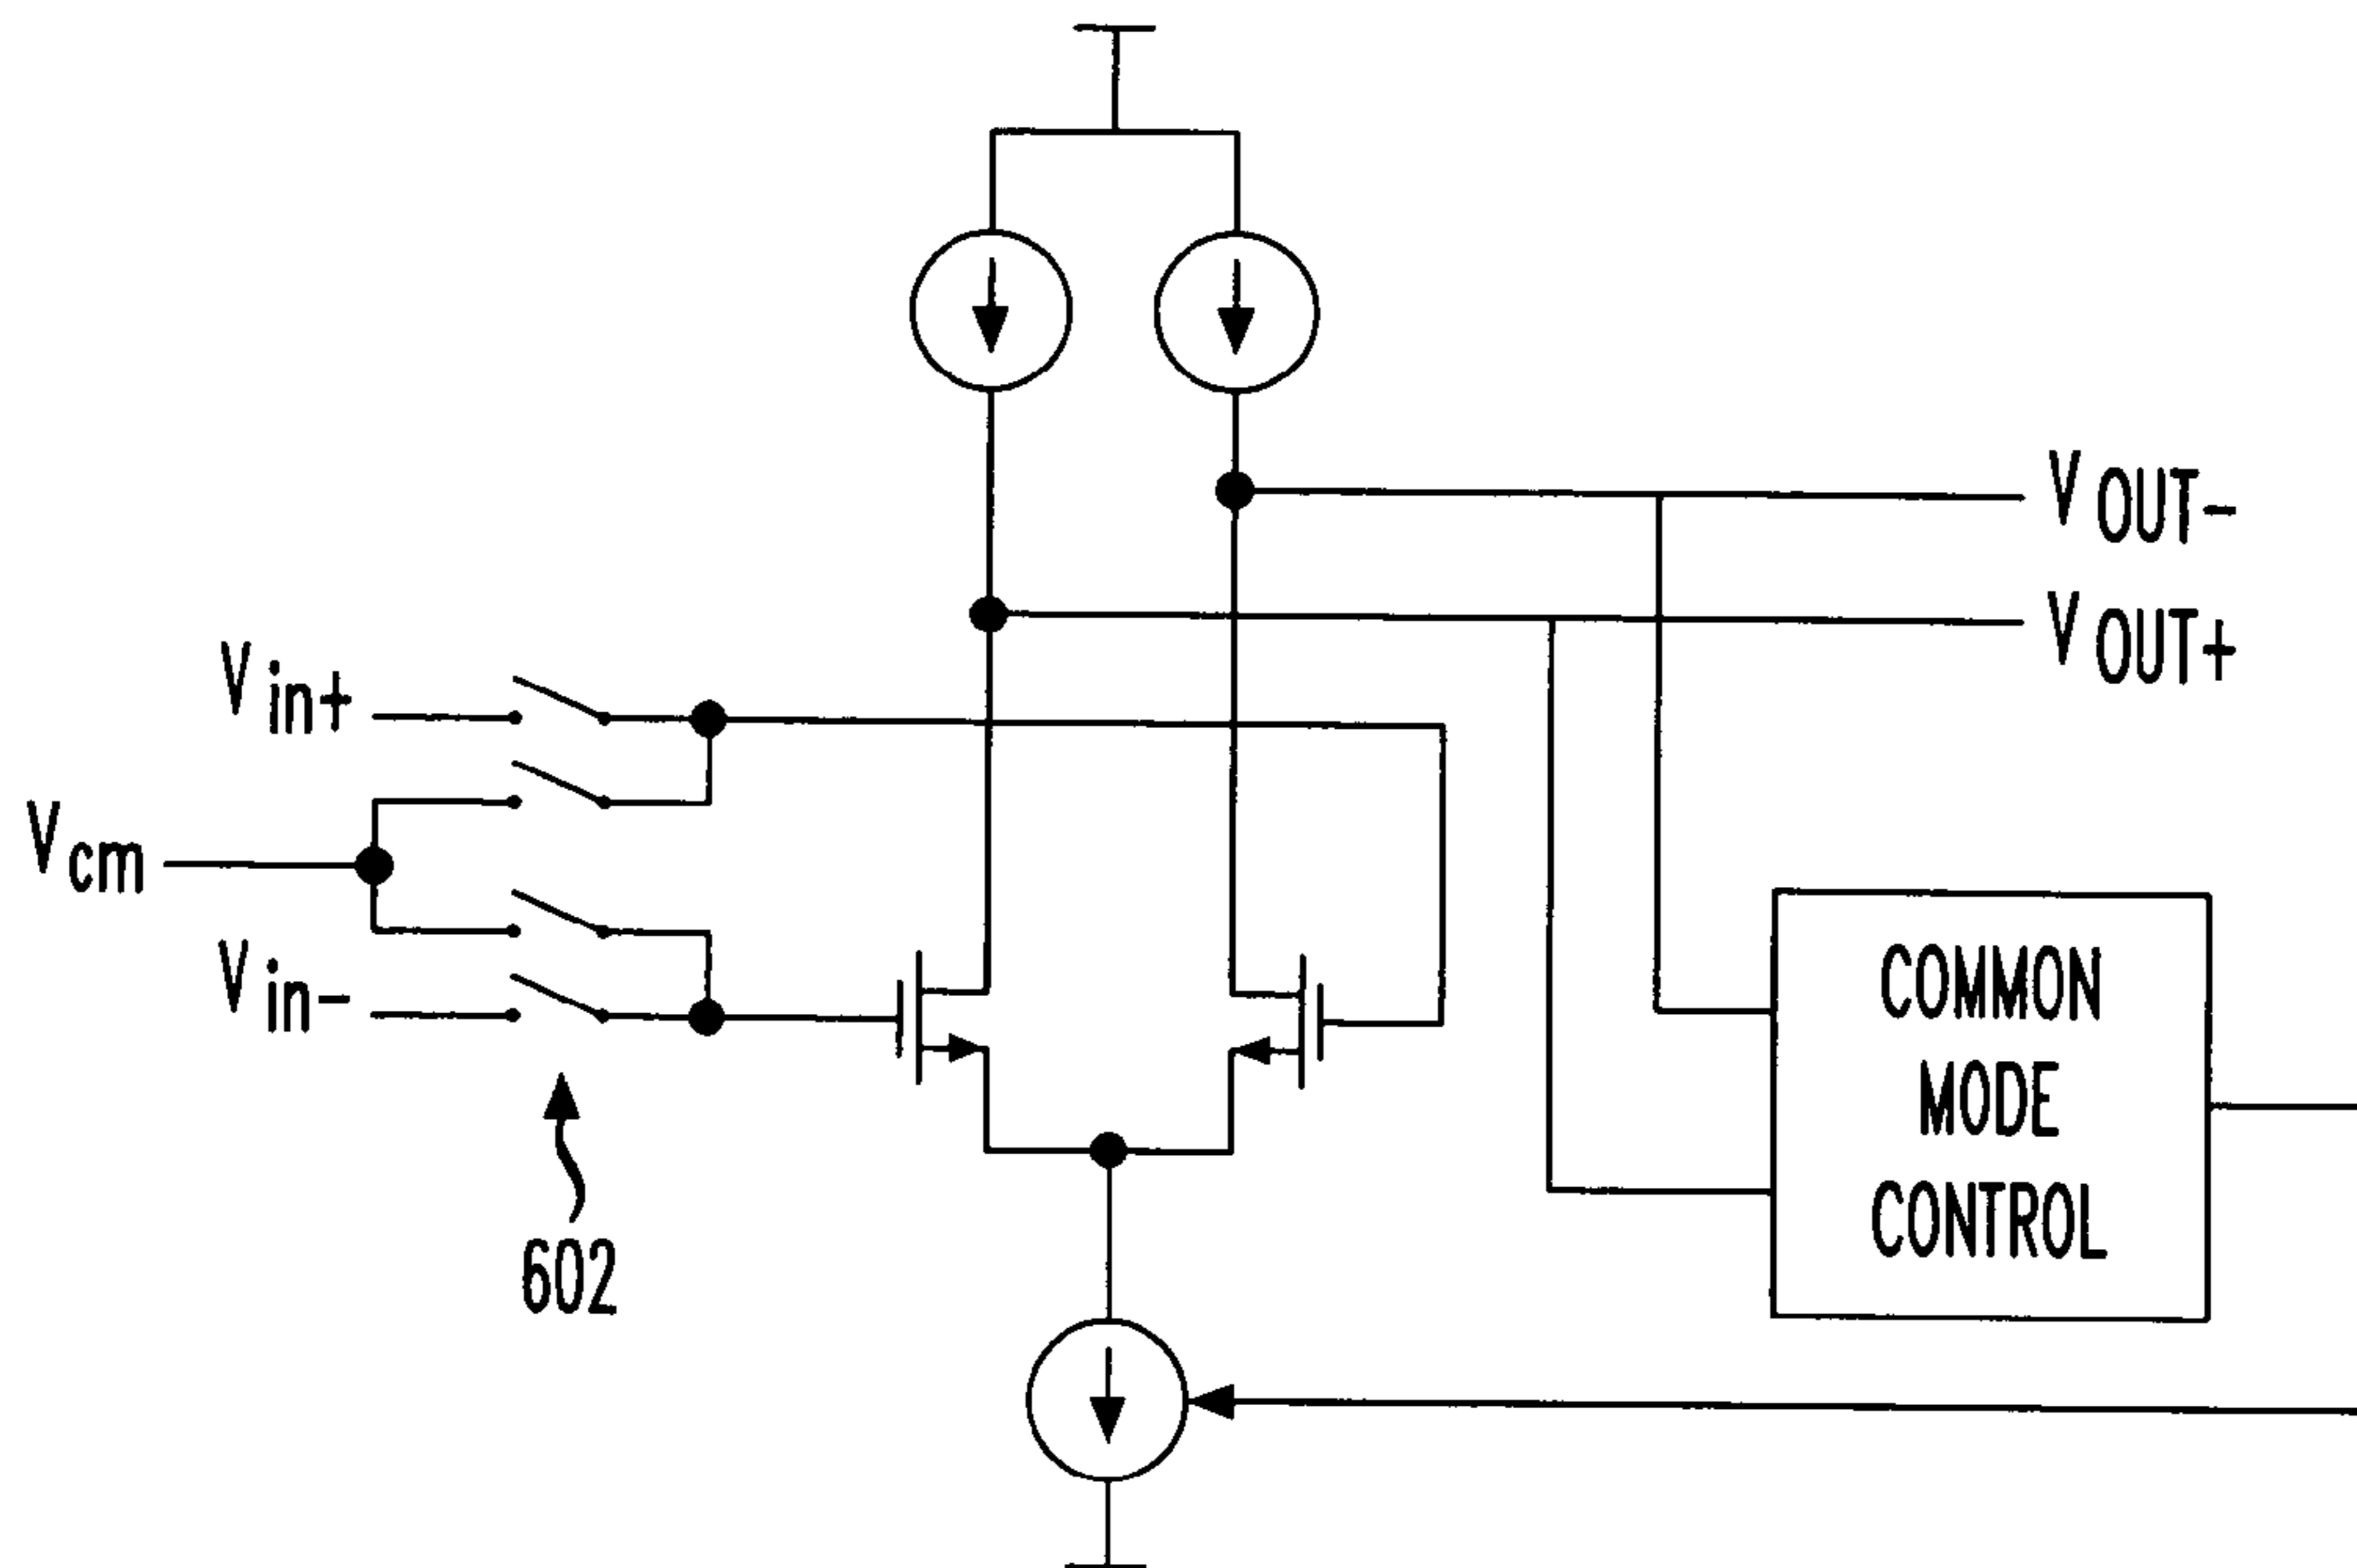 VOUT-
VOUT+
Vin+
Vcm
Vin-
COMMON
MODE
CONTROL
602